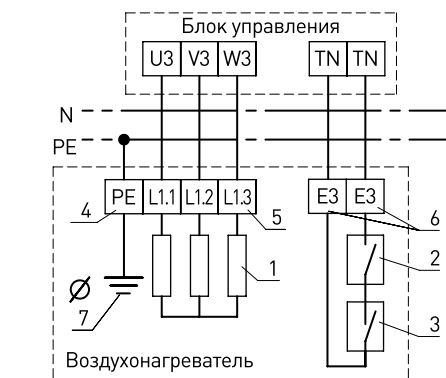 Блок управления
U3 V3 W3 TN TN
N
PE
PE L1.1 L1.2 L1.3 E3 E3
4 5 6
1 2
7 3
Воздухонагреватель